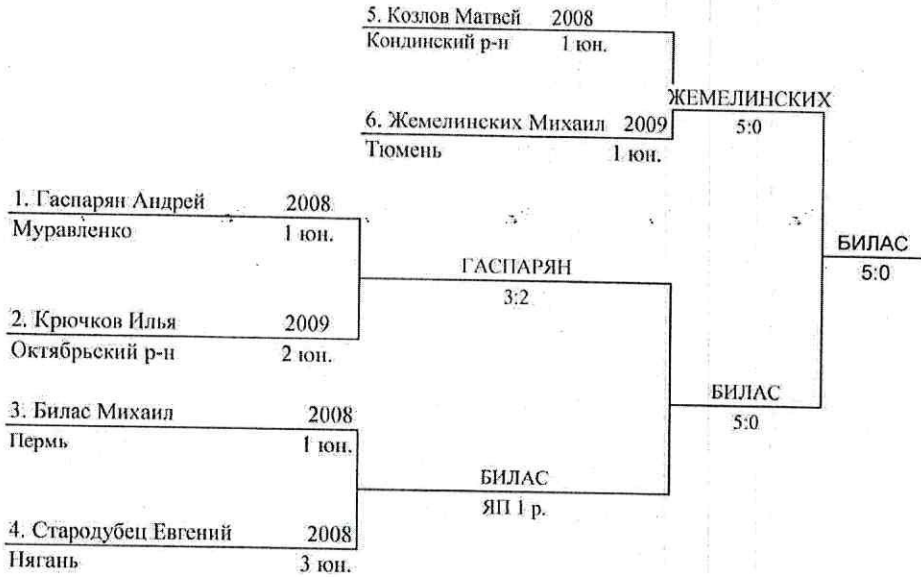 5. Козлов Матвей 2008
Кондинский р-н 1 юн.
ЖЕМЕЛИНСКИХ
5:0
6. Жемелинских Михаил 2009
Тюмень 1 юн.
1. Гаспарян Андрей 2008
Муравленко 1 юн.
БИЛАС
5:0
ГАСПАРЯН
3:2
2. Крючков Илья 2009
Октябрьский р-н 2 юн.
БИЛАС
5:0
3. Билас Михаил 2008
Пермь 1 юн.
БИЛАС
ЯП 1 р.
4. Стародубец Евгений 2008
Нягань 3 юн.